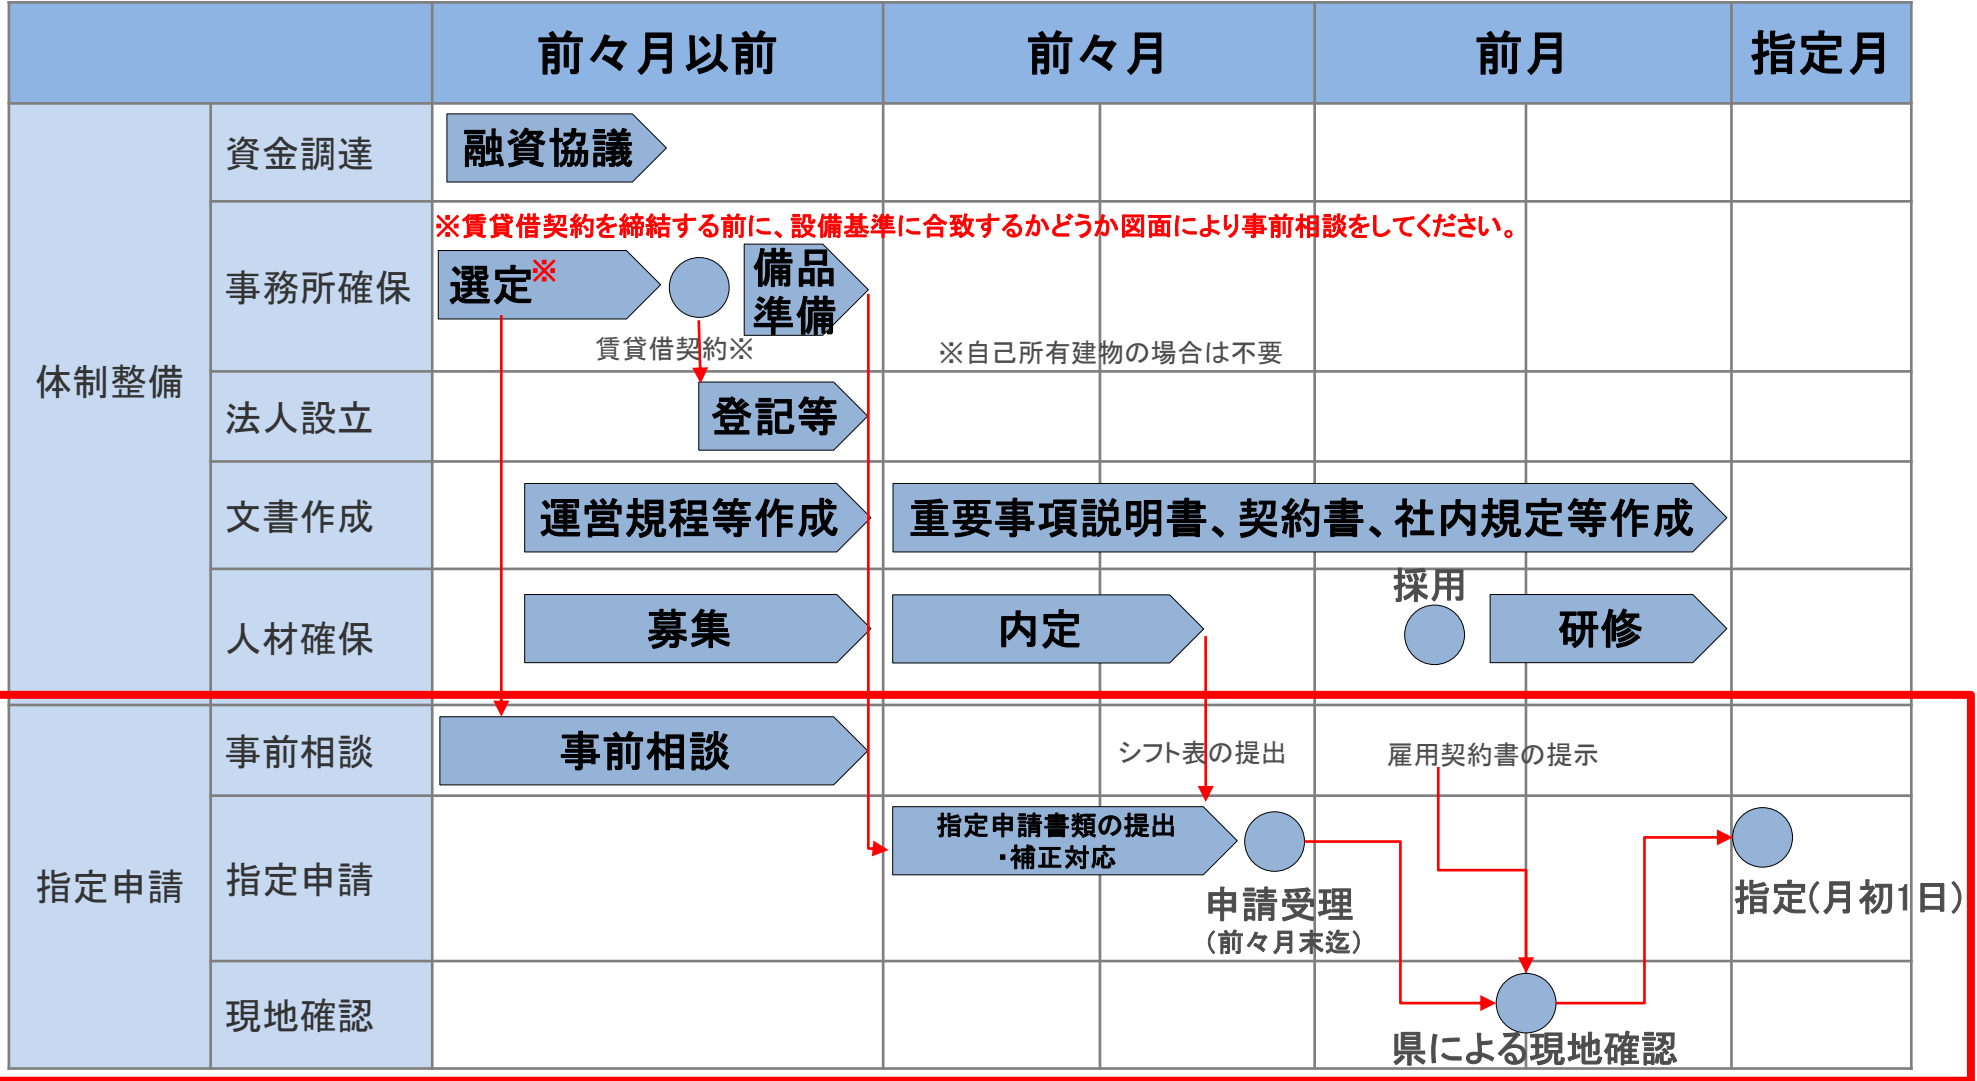 前々月以前
前々月
前月
指定月
体制整備
資金調達
融資協議
事務所確保
※賃貸借契約を締結する前に、設備基準に合致するかどうか図面により事前相談をしてください。
選定※
備品
準備
賃貸借契約※
※自己所有建物の場合は不要
法人設立
登記等
文書作成
運営規程等作成
重要事項説明書、契約書、社内規定等作成
人材確保
募集
内定
採用
研修
指定申請
事前相談
事前相談
シフト表の提出
雇用契約書の提示
指定申請
指定申請書類の提出
・補正対応
申請受理
(前々月末迄)
指定(月初1日)
現地確認
県による現地確認